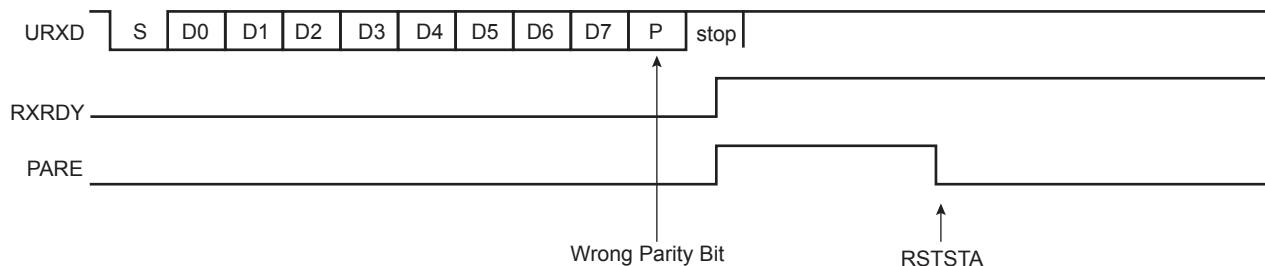 URXD S D0 D1 D2 D3 D4 D5 D6 D7 P stop
RXRDY
PARE
Wrong Parity Bit RSTSTA